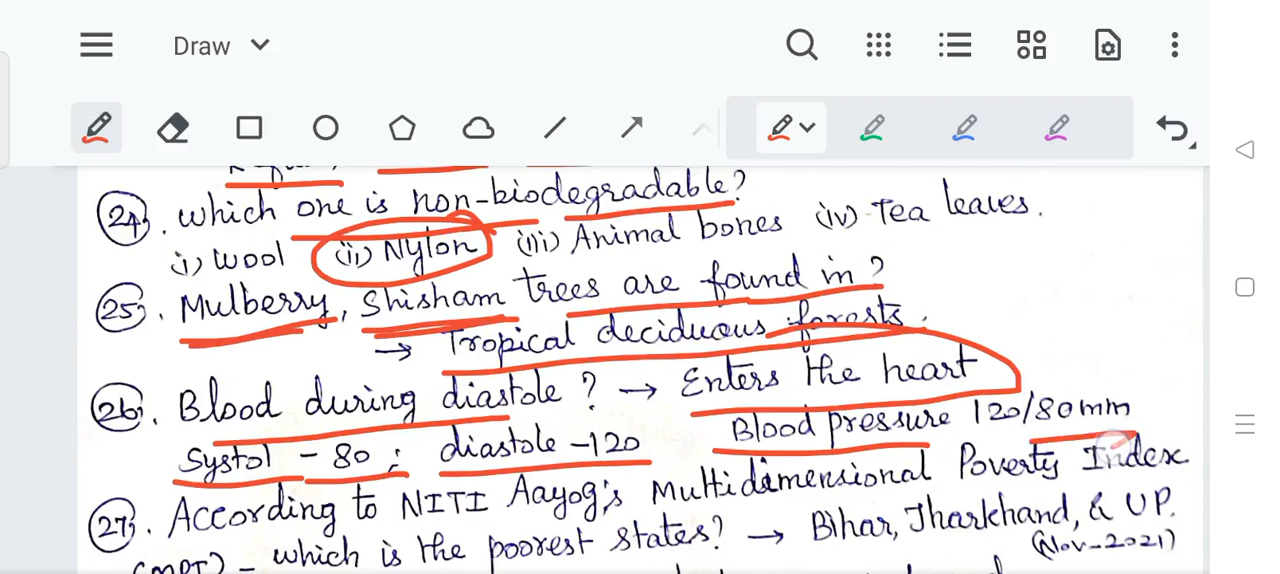 Draw
24. which one is non-biodegradable?
i) wool (ii) Nylon (iii) Animal bones (iv) Tea leaves.
25. Mulberry, Shisham trees are found in?
→ Tropical deciduous forests.
26. Blood during diastole? → Enters the heart
Systol - 80 ; diastole -120 Blood pressure 120/80mm
27. According to NITI Aayog's Multidimensional Poverty Index
which is the poorest states? → Bihar, Jharkhand, & UP.
(Nov-2021)